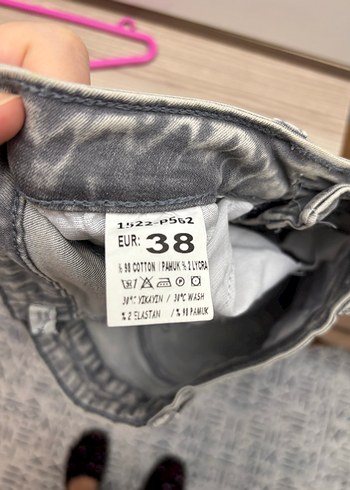 1522-P562
EUR: 38
% 98 COTTON / PAMUK % 2 LYCRA
30°C YIKAYIN / 30°C WASH
% 2 ELASTAN / % 98 PAMUK